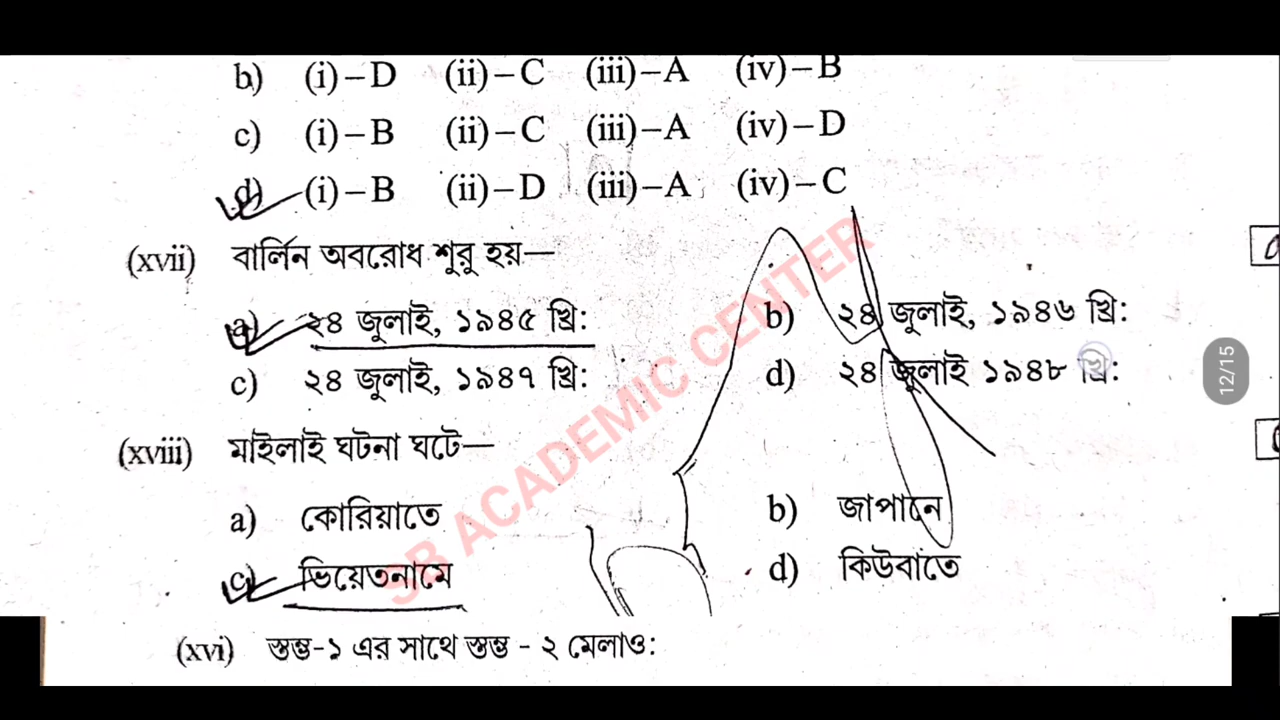 b) (i)–D (ii)–C (iii)–A (iv)–B
c) (i)–B (ii)–C (iii)–A (iv)–D
d) (i)–B (ii)–D (iii)–A (iv)–C
(xvii) বার্লিন অবরোধ শুরু হয়—
a) ২৪ জুলাই, ১৯৪৫ খ্রি: b) ২৪ জুলাই, ১৯৪৬ খ্রি:
c) ২৪ জুলাই, ১৯৪৭ খ্রি: d) ২৪ জুলাই ১৯৪৮ খ্রি:
(xviii) মাইলাই ঘটনা ঘটে—
a) কোরিয়াতে b) জাপানে
c) ভিয়েতনামে d) কিউবাতে
(xvi) স্তম্ভ-১ এর সাথে স্তম্ভ - ২ মেলাও:
SB ACADEMIC CENTER
12/15